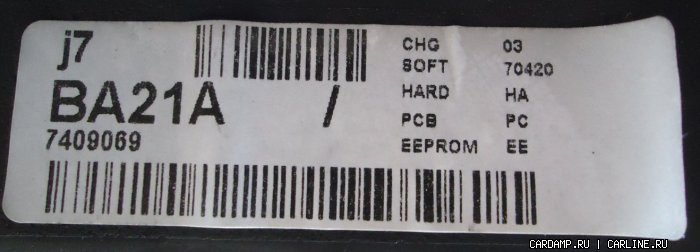 j7
BA21A /
7409069
CHG 03
SOFT 70420
HARD HA
PCB PC
EEPROM EE
CARDAMP.RU | CARLINE.RU